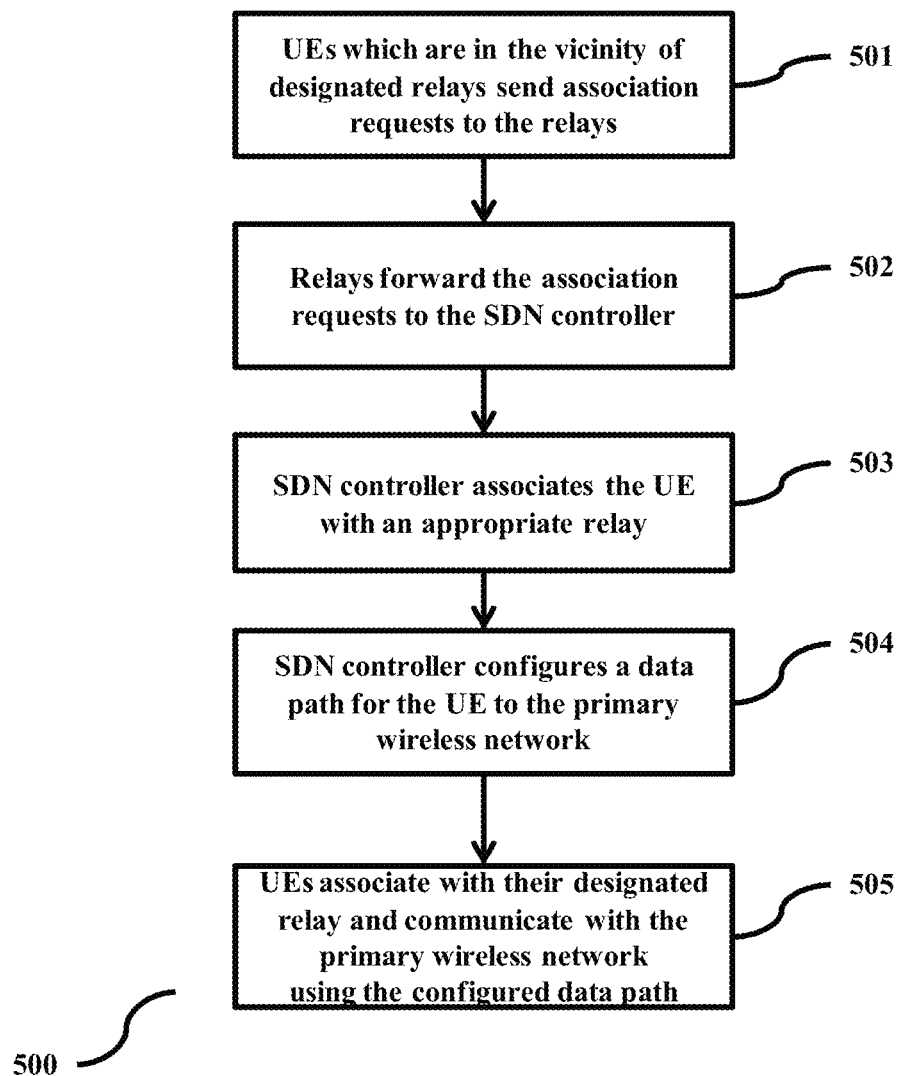 UEs which are in the vicinity of
designated relays send association
requests to the relays
501
Relays forward the association
requests to the SDN controller
502
SDN controller associates the UE
with an appropriate relay
503
SDN controller configures a data
path for the UE to the primary
wireless network
504
UEs associate with their designated
relay and communicate with the
primary wireless network
using the configured data path
505
500